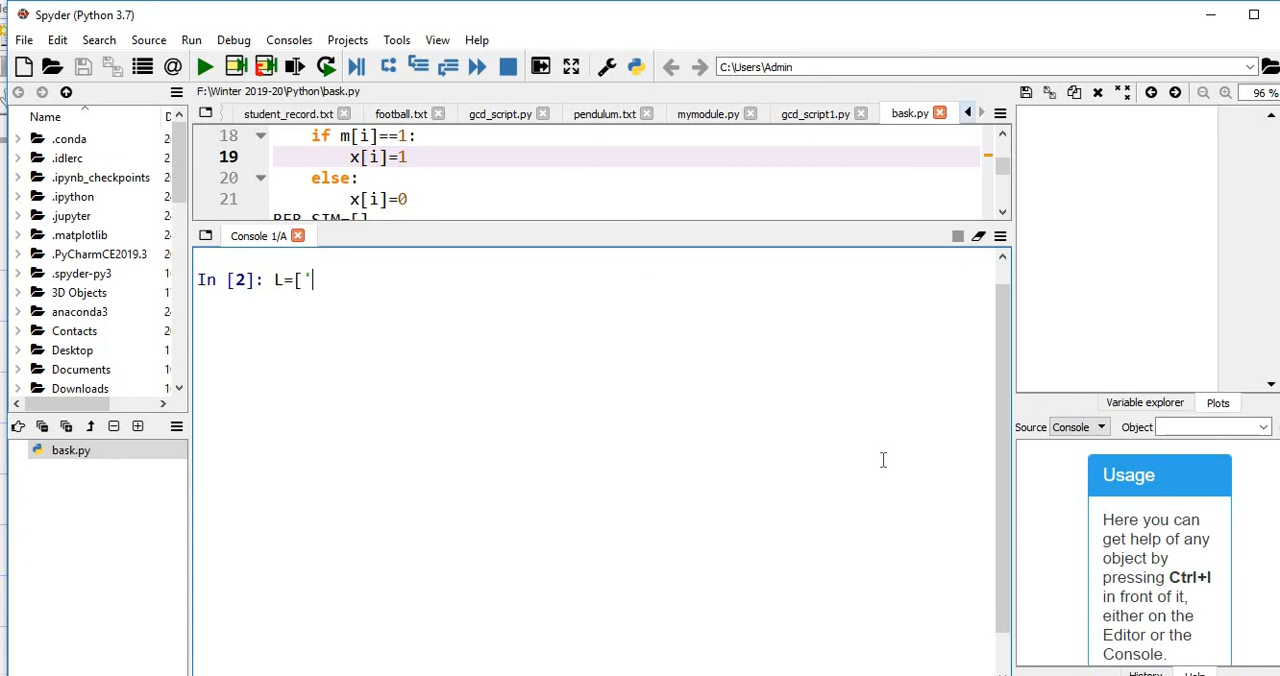 Spyder (Python 3.7)
File Edit Search Source Run Debug Consoles Projects Tools View Help
C:\Users\Admin
F:\Winter 2019-20\Python\bask.py
96 %
Name
student_record.txt football.txt gcd_script.py pendulum.txt mymodule.py gcd_script1.py bask.py
.conda
.idlerc
.ipynb_checkpoints
.ipython
.jupyter
.matplotlib
.PyCharmCE2019.3
.spyder-py3
3D Objects
anaconda3
Contacts
Desktop
Documents
Downloads
18 if m[i]==1:
19 x[i]=1
20 else:
21 x[i]=0
BER_SIM=[]
Console 1/A
In [2]: L=['
bask.py
Variable explorer Plots
Source Console Object
Usage
Here you can
get help of any
object by
pressing Ctrl+I
in front of it,
either on the
Editor or the
Console.
History Help